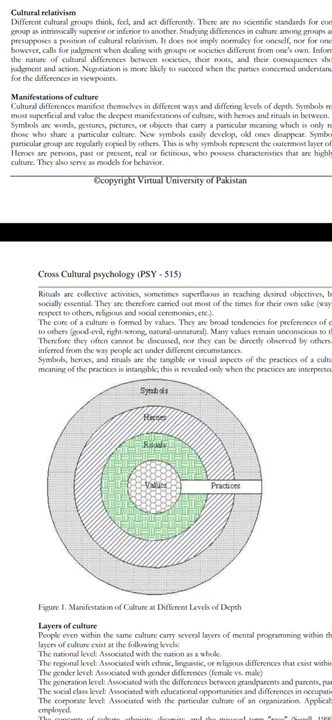 Cultural relativism
Different cultural groups think, feel, and act differently. There are no scientific standards for
group as intrinsically superior or inferior to another. Studying differences in culture among groups
presupposes a position of cultural relativism. It does not imply normalcy for oneself, nor for
however, calls for judgment when dealing with groups or societies different from one's own.
the nature of cultural differences between societies, their roots, and their consequences
judgment and action. Negotiation is more likely to succeed when the parties concerned
for the differences in viewpoints.
Manifestations of culture
Cultural differences manifest themselves in different ways and differing levels of depth. Symbols
most superficial and value the deepest manifestations of culture, with heroes and rituals in between.
Symbols are words, gestures, pictures, or objects that carry a particular meaning which is only
those who share a particular culture. New symbols easily develop, old ones disappear.
particular group are regularly copied by others. This is why symbols represent the outermost layer of
Heroes are persons, past or present, real or fictitious, who possess characteristics that are
culture. They also serve as models for behavior.
©copyright Virtual University of Pakistan
Cross Cultural psychology (PSY - 515)
Rituals are collective activities, sometimes superfluous in reaching desired objectives,
socially essential. They are therefore carried out most of the times for their own sake (
respect to others, religious and social ceremonies, etc.).
The core of a culture is formed by values. They are broad tendencies for preferences of
to others (good-evil, right-wrong, natural-unnatural). Many values remain unconscious to
Therefore they often cannot be discussed, nor they can be directly observed by others.
inferred from the way people act under different circumstances.
Symbols, heroes, and rituals are the tangible or visual aspects of the practices of a
meaning of the practices is intangible; this is revealed only when the practices are
Symbols
Heroes
Rituals
Values
Practices
Figure 1. Manifestation of Culture at Different Levels of Depth
Layers of culture
People even within the same culture carry several layers of mental programming within
layers of culture exist at the following levels:
The national level: Associated with the nation as a whole.
The regional level: Associated with ethnic, linguistic, or religious differences that exist
The gender level: Associated with gender differences (female vs. male)
The generation level: Associated with the differences between grandparents and parents,
The social class level: Associated with educational opportunities and differences in
The corporate level: Associated with the particular culture of an organization.
employed.
The concepts of culture, ethnicity, diversity, and the misused term "race"